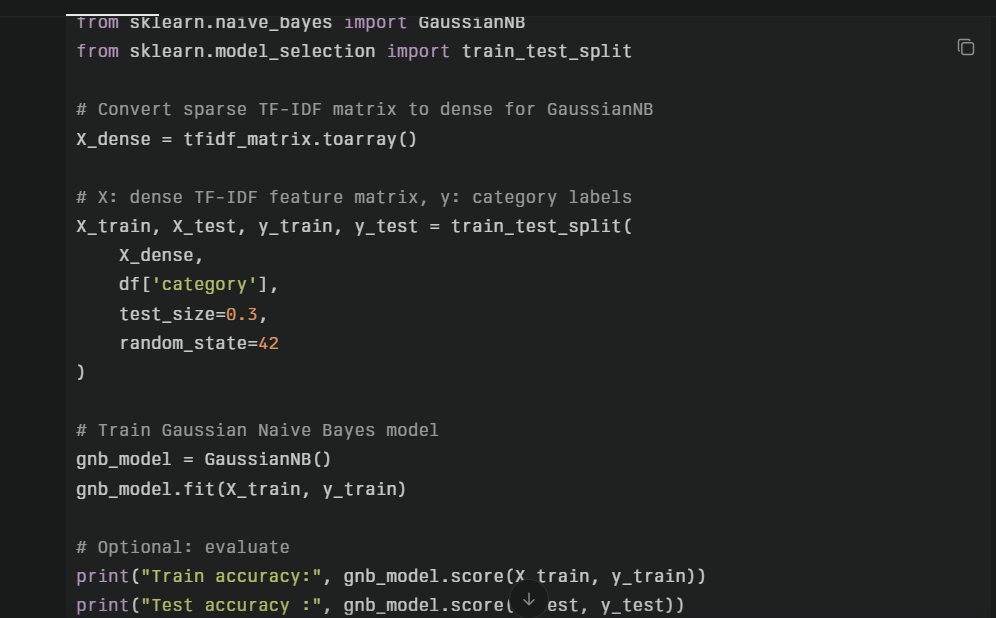 from sklearn.naive_bayes import GaussianNB
from sklearn.model_selection import train_test_split
# Convert sparse TF-IDF matrix to dense for GaussianNB
X_dense = tfidf_matrix.toarray()
# X: dense TF-IDF feature matrix, y: category labels
X_train, X_test, y_train, y_test = train_test_split(
    X_dense,
    df['category'],
    test_size=0.3,
    random_state=42
)
# Train Gaussian Naive Bayes model
gnb_model = GaussianNB()
gnb_model.fit(X_train, y_train)
# Optional: evaluate
print("Train accuracy:", gnb_model.score(X_train, y_train))
print("Test accuracy :", gnb_model.score( est, y_test))